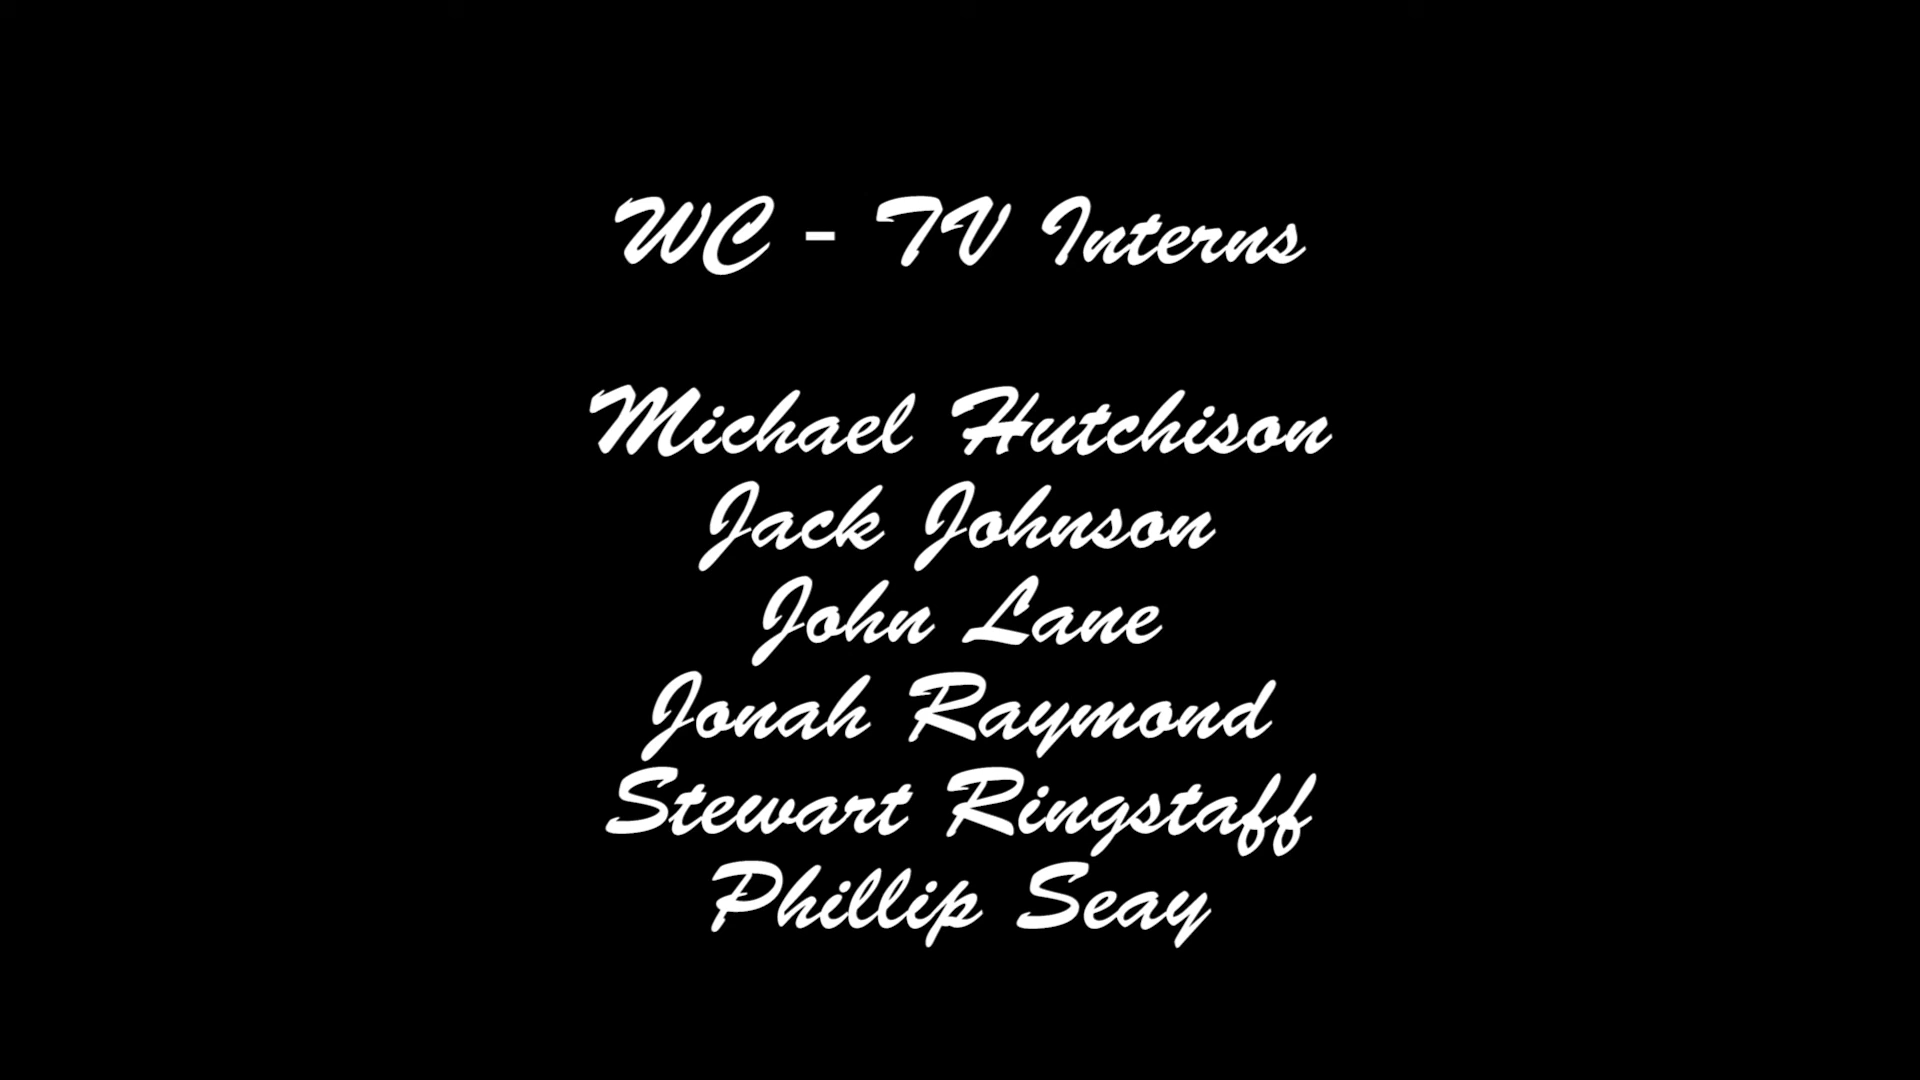 WC - TV Interns
Michael Hutchison
Jack Johnson
John Lane
Jonah Raymond
Stewart Ringstaff
Phillip Seay